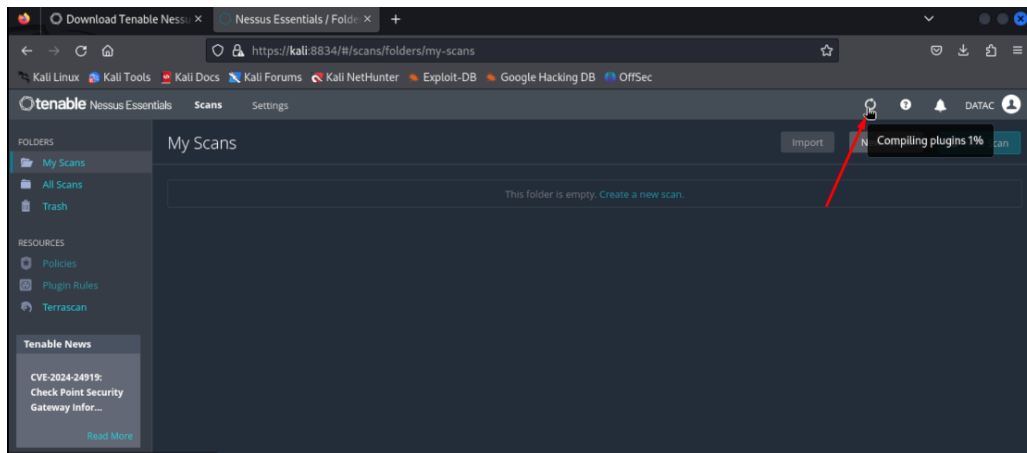 Download Tenable Nessu
Nessus Essentials / Folde
https://kali:8834/#/scans/folders/my-scans
Kali Linux Kali Tools Kali Docs Kali Forums Kali NetHunter Exploit-DB Google Hacking DB OffSec
tenable Nessus Essentials Scans Settings DATAC
FOLDERS
My Scans
All Scans
Trash
RESOURCES
Policies
Plugin Rules
Terrascan
Tenable News
CVE-2024-24919:
Check Point Security
Gateway Infor...
Read More
My Scans
Import
Compiling plugins 1%
This folder is empty. Create a new scan.